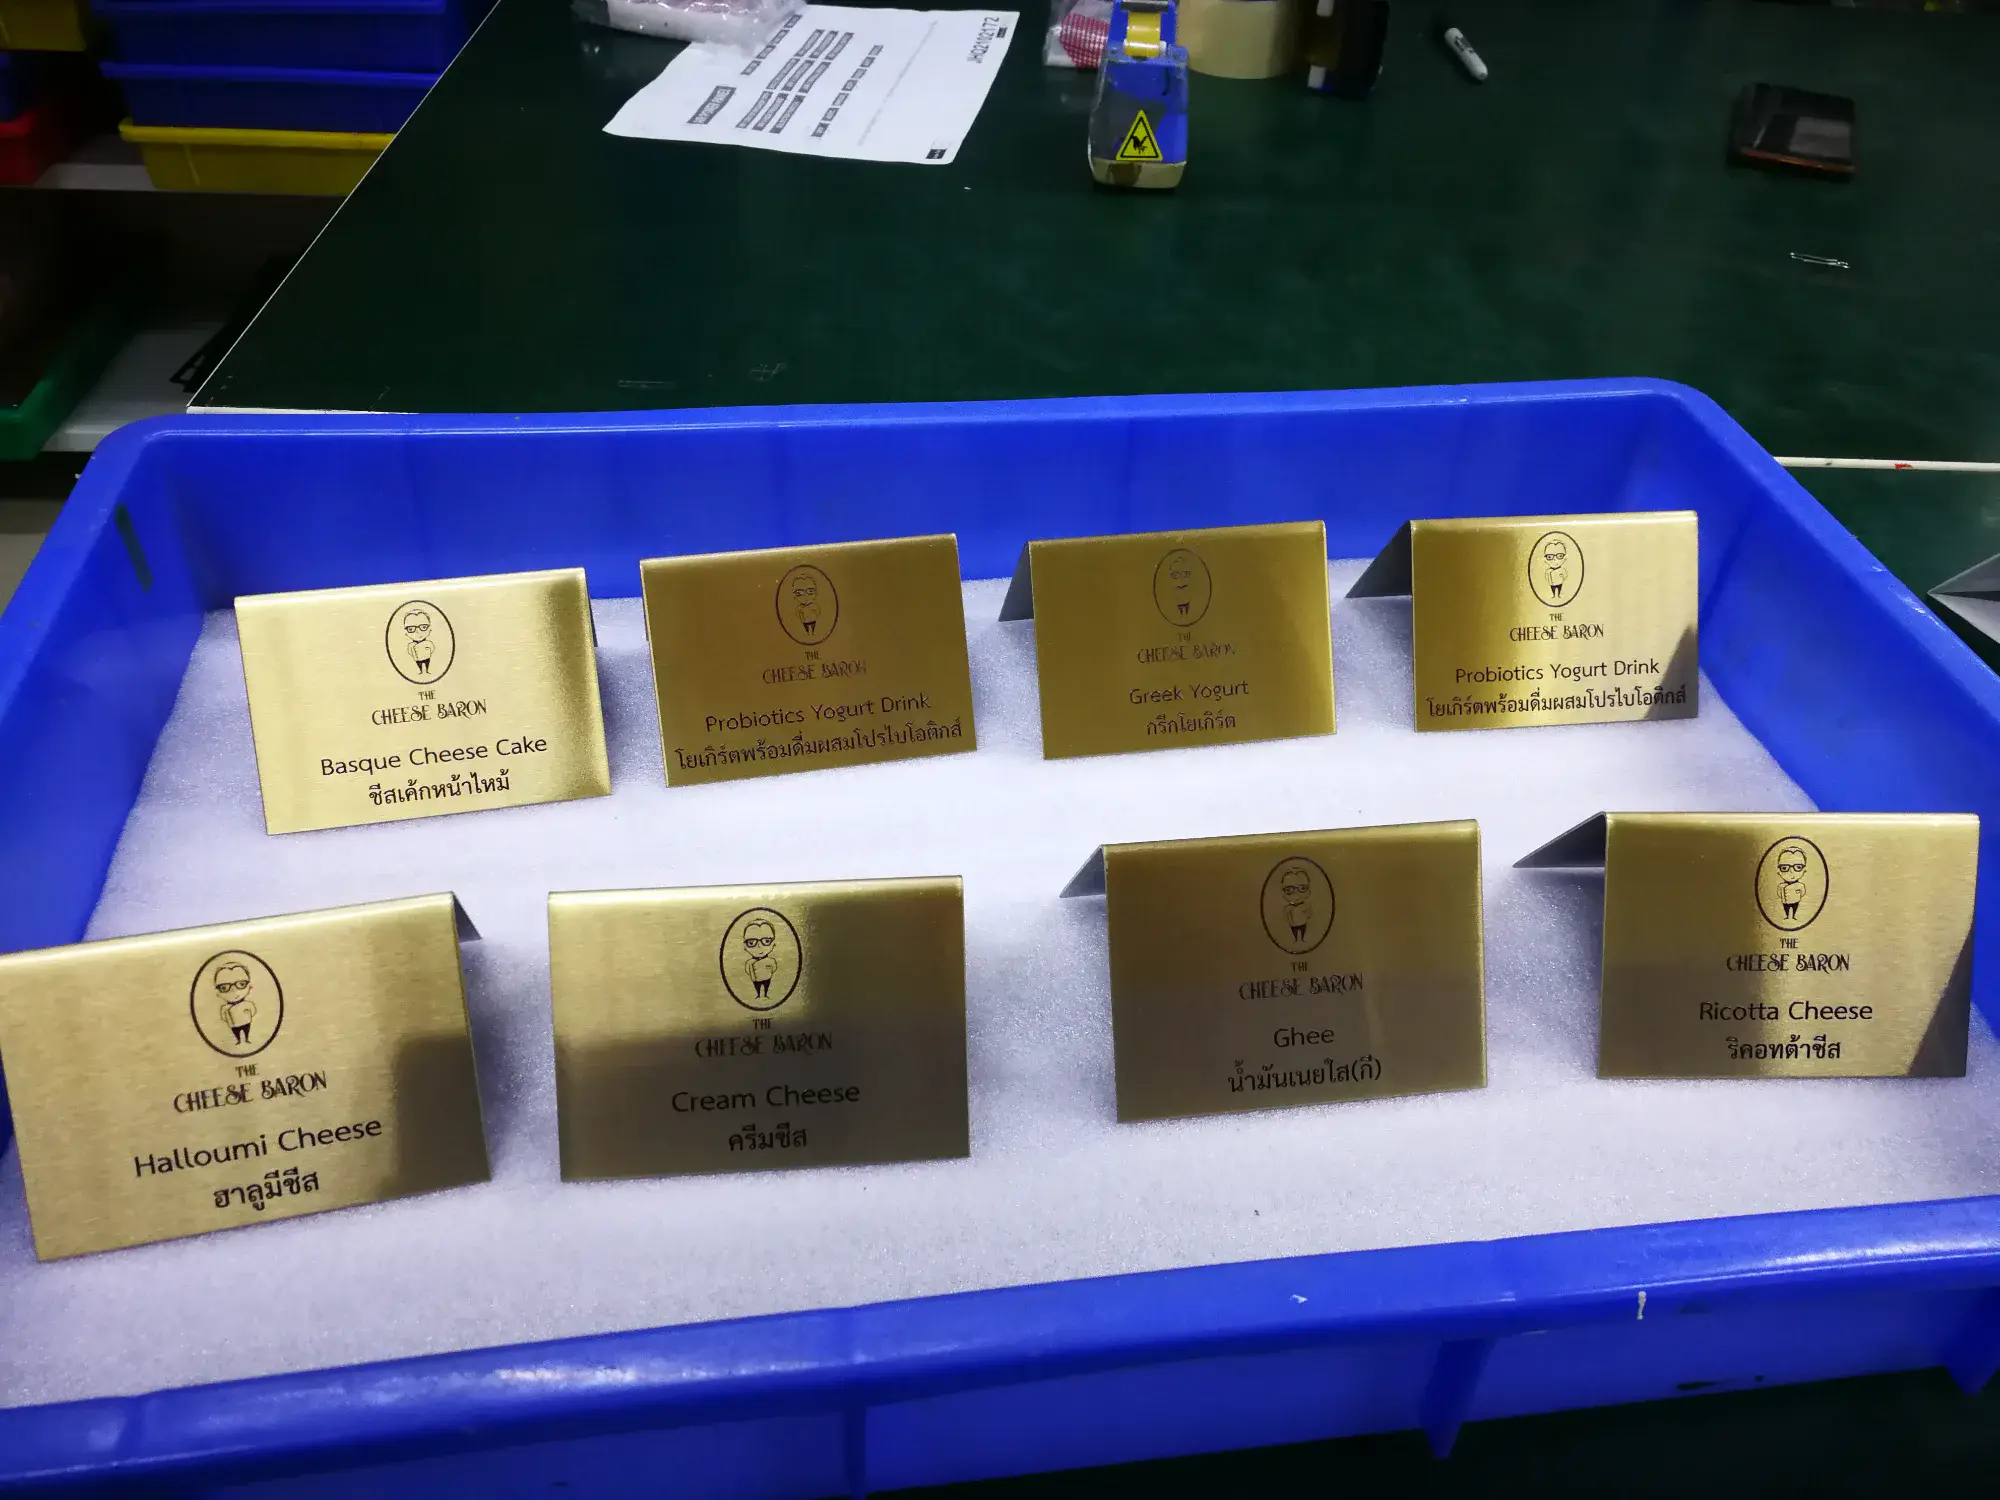 JHQ2102172
THE
CHEESE BARON
Basque Cheese Cake
ชีสเค้กหน้าไหม้
THE
CHEESE BARON
Probiotics Yogurt Drink
โยเกิร์ตพร้อมดื่มผสมโปรไบโอติกส์
THE
CHEESE BARON
Greek Yogurt
กรีกโยเกิร์ต
THE
CHEESE BARON
Probiotics Yogurt Drink
โยเกิร์ตพร้อมดื่มผสมโปรไบโอติกส์
THE
CHEESE BARON
Halloumi Cheese
ฮาลูมีชีส
THE
CHEESE BARON
Cream Cheese
ครีมชีส
THE
CHEESE BARON
Ghee
น้ำมันเนยใส(กี)
THE
CHEESE BARON
Ricotta Cheese
ริคอทต้าชีส